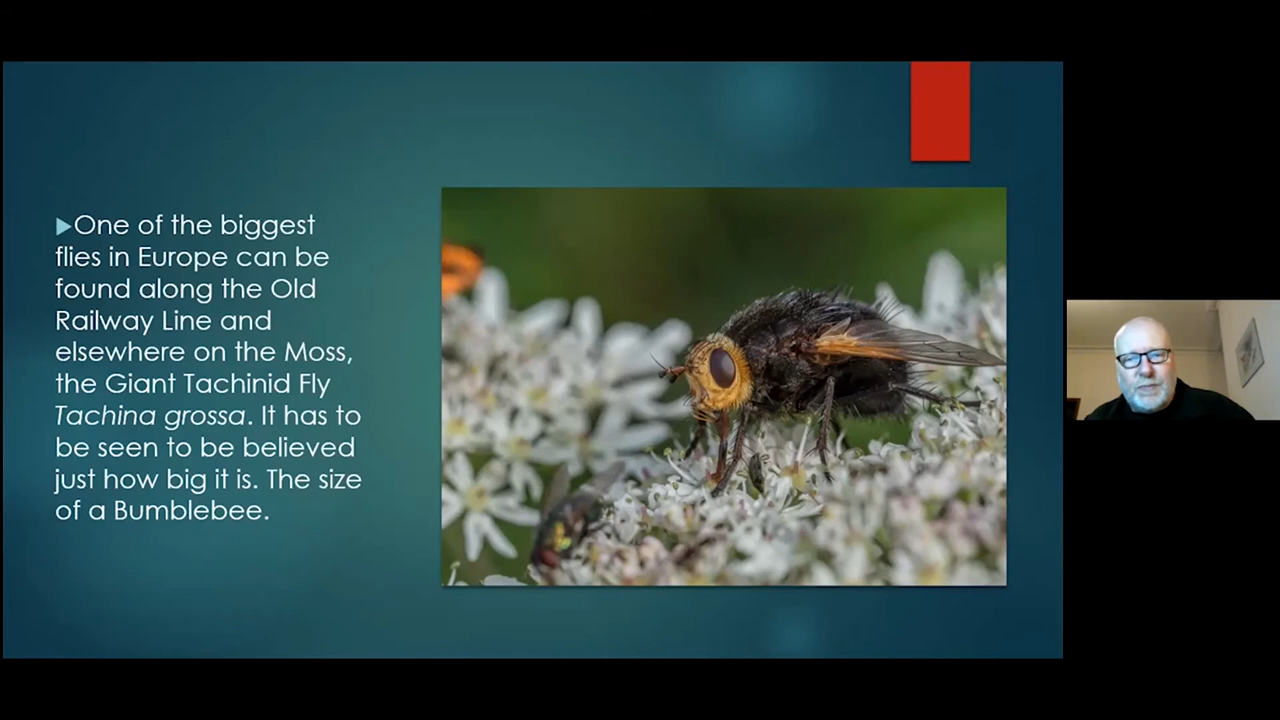 One of the biggest
flies in Europe can be
found along the Old
Railway Line and
elsewhere on the Moss,
the Giant Tachinid Fly
Tachina grossa. It has to
be seen to be believed
just how big it is. The size
of a Bumblebee.